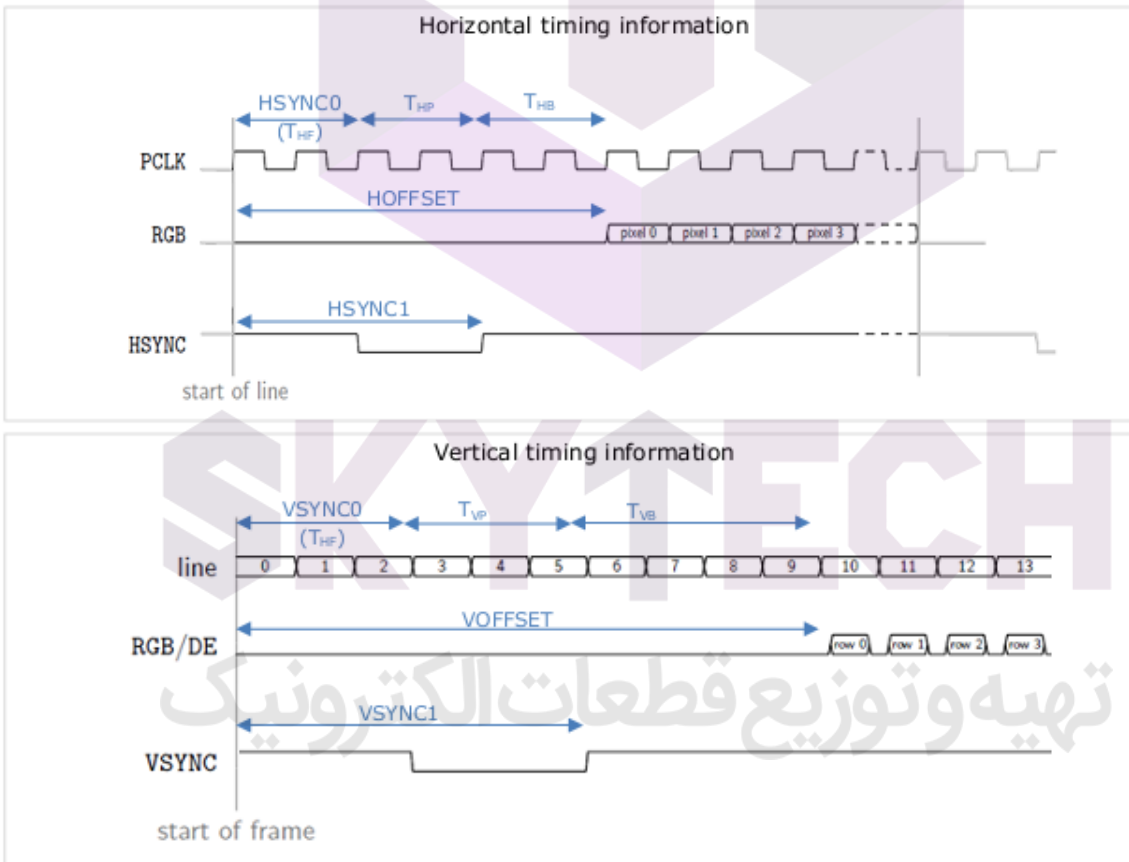 Horizontal timing information
HSYNC0 THP THB
(THF)
PCLK
HOFFSET
RGB pixel 0 pixel 1 pixel 2 pixel 3
HSYNC1
HSYNC
start of line
SKYTECH
Vertical timing information
VSYNC0 TVP TVB
(THF)
line 0 1 2 3 4 5 6 7 8 9 10 11 12 13
VOFFSET
RGB/DE row 0 row 1 row 2 row 3
تهیه و توزیع قطعات الکترونیک
VSYNC1
VSYNC
start of frame